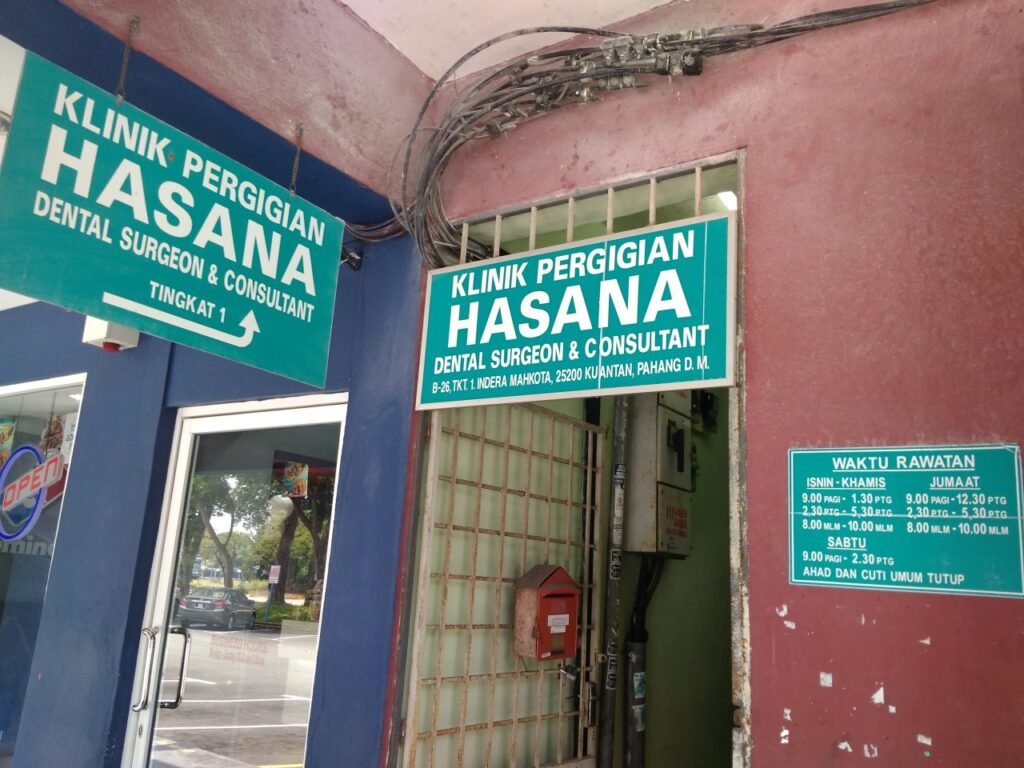 KLINIK PERGIGIAN
HASANA
DENTAL SURGEON & CONSULTANT
TINGKAT 1
KLINIK PERGIGIAN
HASANA
DENTAL SURGEON & CONSULTANT
B-26, TKT. 1. INDERA MAHKOTA, 25200 KUANTAN, PAHANG D. M.
WAKTU RAWATAN
ISNIN - KHAMIS JUMAAT
9.00 PAGI - 1.30 PTG 9.00 PAGI - 12.30 PTG
2.30 PTG - 5.30 PTG 2.30 PTG - 5.30 PTG
8.00 MLM - 10.00 MLM 8.00 MLM - 10.00 MLM
SABTU
9.00 PAGI - 2.30 PTG
AHAD DAN CUTI UMUM TUTUP
OPEN
BUSINESS HOURS